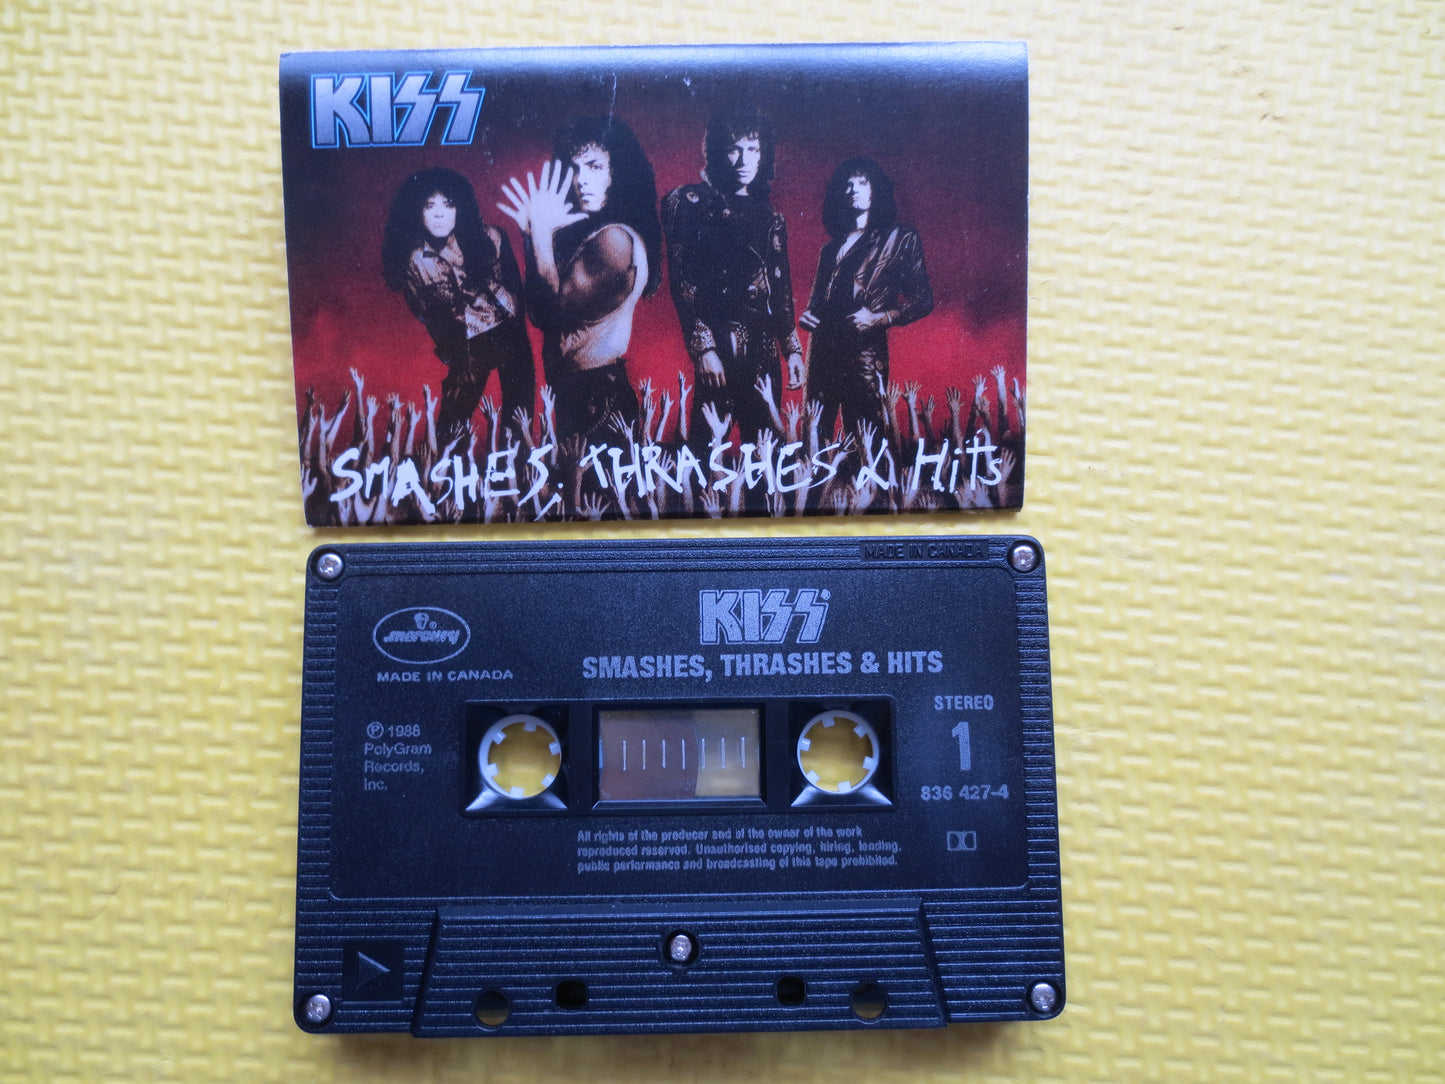 KISS
SMASHES, THRASHES & HitS
MADE IN CANADA
KISS®
mercury®
SMASHES, THRASHES & HITS
MADE IN CANADA
STEREO
1
836 427-4
℗ 1988
PolyGram
Records,
Inc.
All rights of the producer and of the owner of the work
reproduced reserved. Unauthorised copying, hiring, lending,
public performance and broadcasting of this tape prohibited.